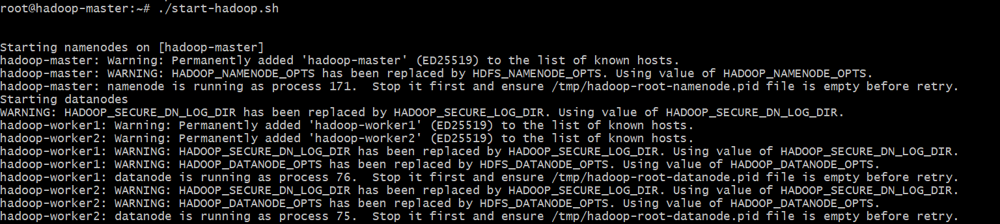 root@hadoop-master:~# ./start-hadoop.sh
Starting namenodes on [hadoop-master]
hadoop-master: Warning: Permanently added 'hadoop-master' (ED25519) to the list of known hosts.
hadoop-master: WARNING: HADOOP_NAMENODE_OPTS has been replaced by HDFS_NAMENODE_OPTS. Using value of HADOOP_NAMENODE_OPTS.
hadoop-master: namenode is running as process 171.  Stop it first and ensure /tmp/hadoop-root-namenode.pid file is empty before retry.
Starting datanodes
WARNING: HADOOP_SECURE_DN_LOG_DIR has been replaced by HADOOP_SECURE_LOG_DIR. Using value of HADOOP_SECURE_DN_LOG_DIR.
hadoop-worker1: Warning: Permanently added 'hadoop-worker1' (ED25519) to the list of known hosts.
hadoop-worker2: Warning: Permanently added 'hadoop-worker2' (ED25519) to the list of known hosts.
hadoop-worker1: WARNING: HADOOP_SECURE_DN_LOG_DIR has been replaced by HADOOP_SECURE_LOG_DIR. Using value of HADOOP_SECURE_DN_LOG_DIR.
hadoop-worker1: WARNING: HADOOP_DATANODE_OPTS has been replaced by HDFS_DATANODE_OPTS. Using value of HADOOP_DATANODE_OPTS.
hadoop-worker1: datanode is running as process 76.  Stop it first and ensure /tmp/hadoop-root-datanode.pid file is empty before retry.
hadoop-worker2: WARNING: HADOOP_SECURE_DN_LOG_DIR has been replaced by HADOOP_SECURE_LOG_DIR. Using value of HADOOP_SECURE_DN_LOG_DIR.
hadoop-worker2: WARNING: HADOOP_DATANODE_OPTS has been replaced by HDFS_DATANODE_OPTS. Using value of HADOOP_DATANODE_OPTS.
hadoop-worker2: datanode is running as process 75.  Stop it first and ensure /tmp/hadoop-root-datanode.pid file is empty before retry.